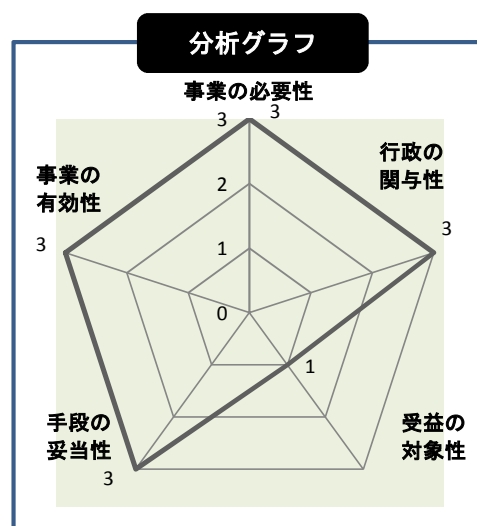 分析グラフ
事業の必要性
3
3
行政の
関与性
3
2
1
0
事業の
有効性
3
1
手段の
妥当性
3
受益の
対象性